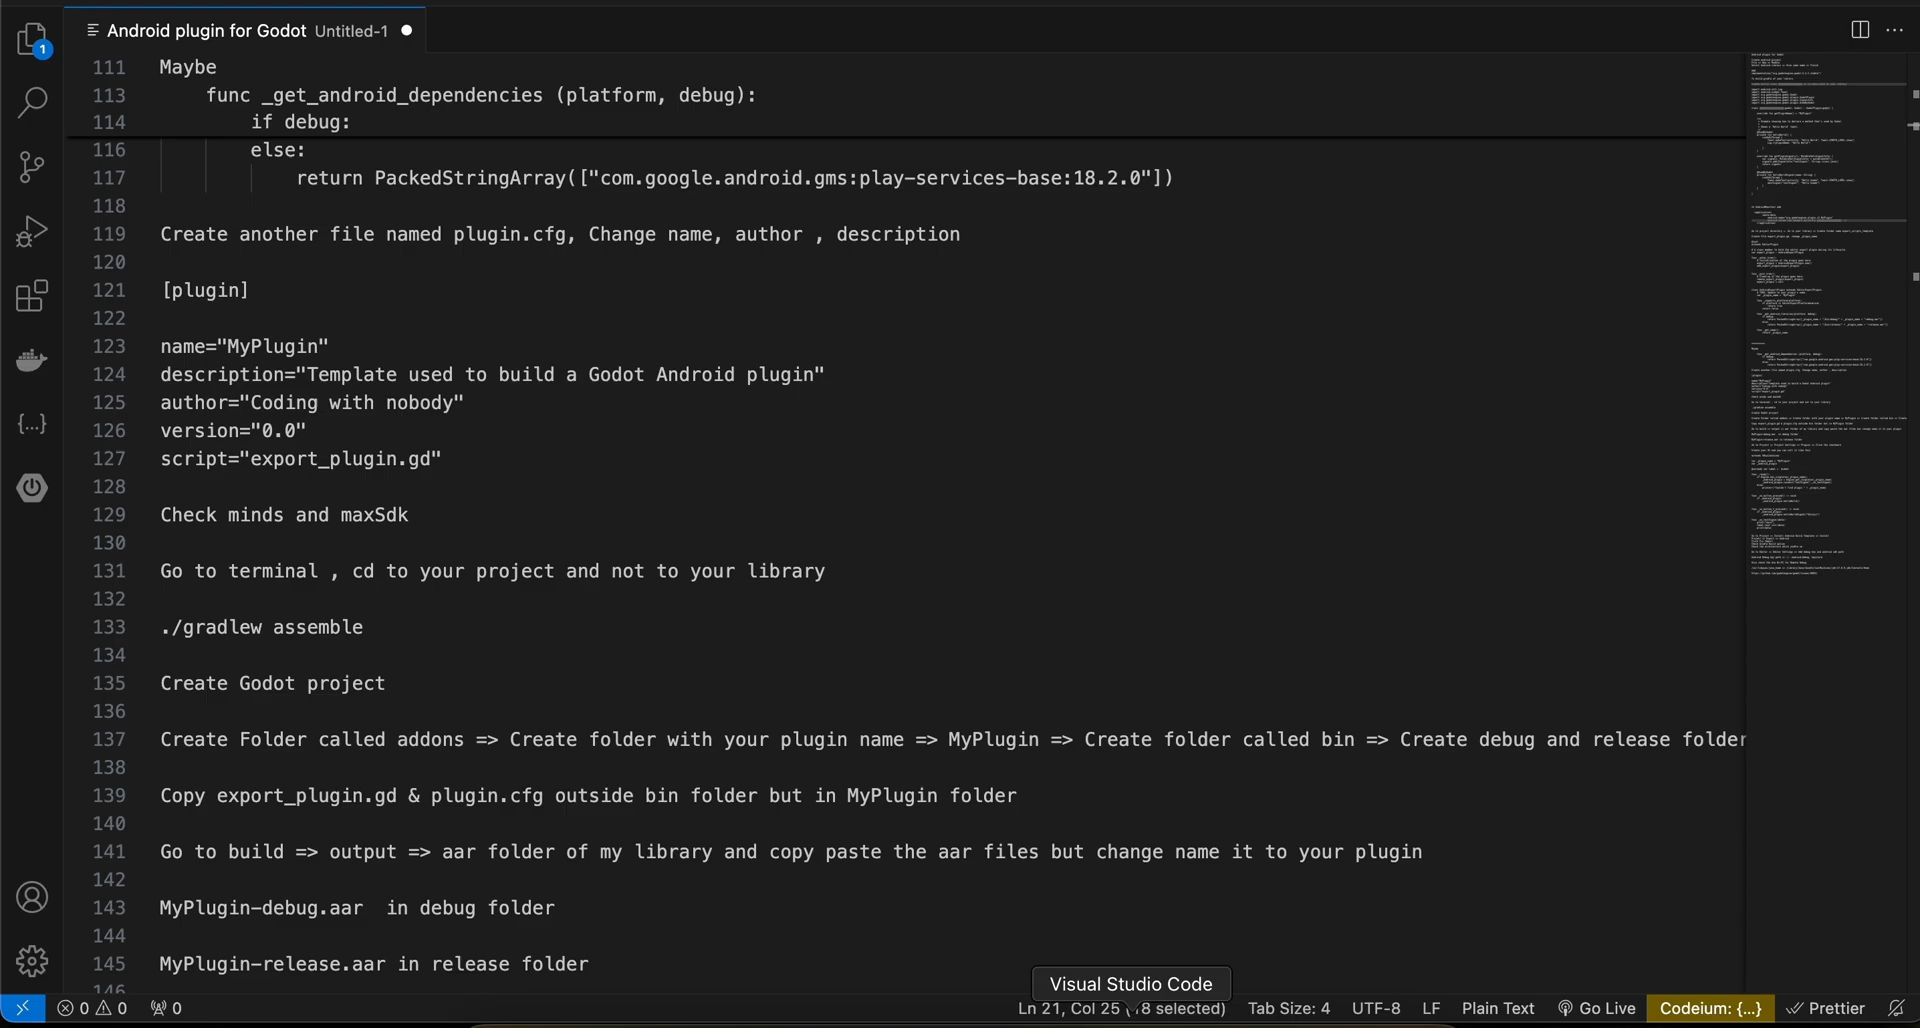 Android plugin for Godot Untitled-1
1
111 Maybe
113 func _get_android_dependencies (platform, debug):
114 if debug:
116 else:
117 return PackedStringArray(["com.google.android.gms:play-services-base:18.2.0"])
118
119 Create another file named plugin.cfg, Change name, author , description
120
121 [plugin]
122
123 name="MyPlugin"
124 description="Template used to build a Godot Android plugin"
125 author="Coding with nobody"
126 version="0.0"
127 script="export_plugin.gd"
128
129 Check minds and maxSdk
130
131 Go to terminal , cd to your project and not to your library
132
133 ./gradlew assemble
134
135 Create Godot project
136
137 Create Folder called addons => Create folder with your plugin name => MyPlugin => Create folder called bin => Create debug and release folder
138
139 Copy export_plugin.gd & plugin.cfg outside bin folder but in MyPlugin folder
140
141 Go to build => output => aar folder of my library and copy paste the aar files but change name it to your plugin
142
143 MyPlugin-debug.aar in debug folder
144
145 MyPlugin-release.aar in release folder
146
Visual Studio Code
0 0 0 Ln 21, Col 25 ( 8 selected) Tab Size: 4 UTF-8 LF Plain Text Go Live Codeium: {...} Prettier